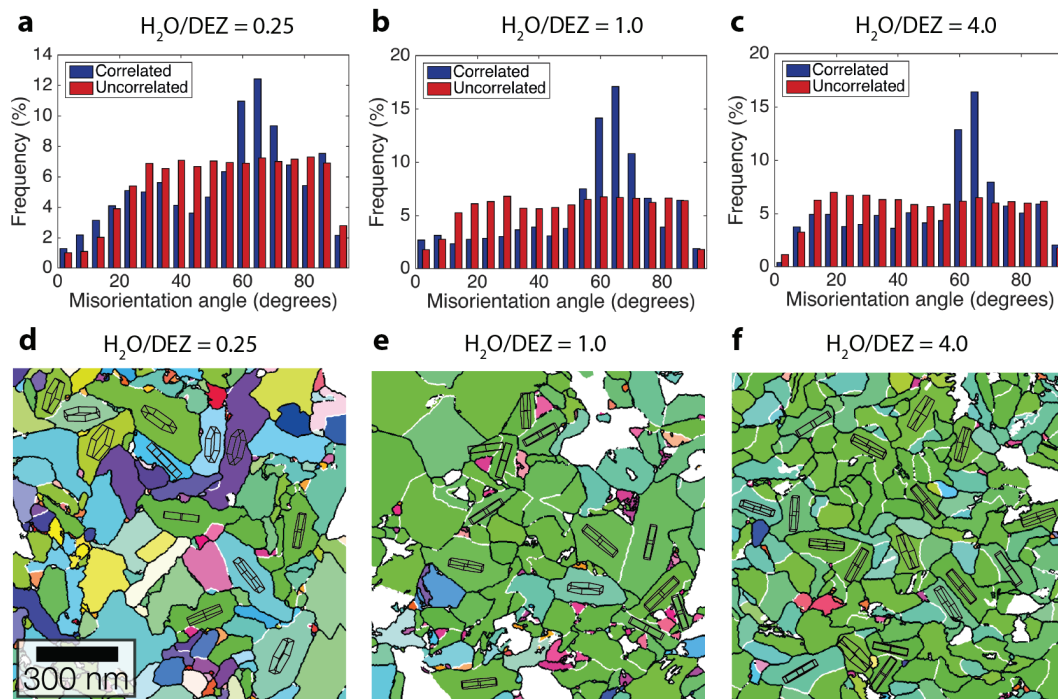 a H₂O/DEZ = 0.25
Frequency (%)
14
12
10
8
6
4
2
0
Correlated
Uncorrelated
0 20 40 60 80
Misorientation angle (degrees)
b H₂O/DEZ = 1.0
Frequency (%)
20
15
10
5
0
Correlated
Uncorrelated
0 20 40 60 80
Misorientation angle (degrees)
c H₂O/DEZ = 4.0
Frequency (%)
20
15
10
5
0
Correlated
Uncorrelated
0 20 40 60 80
Misorientation angle (degrees)
d H₂O/DEZ = 0.25
300 nm
e H₂O/DEZ = 1.0
f H₂O/DEZ = 4.0